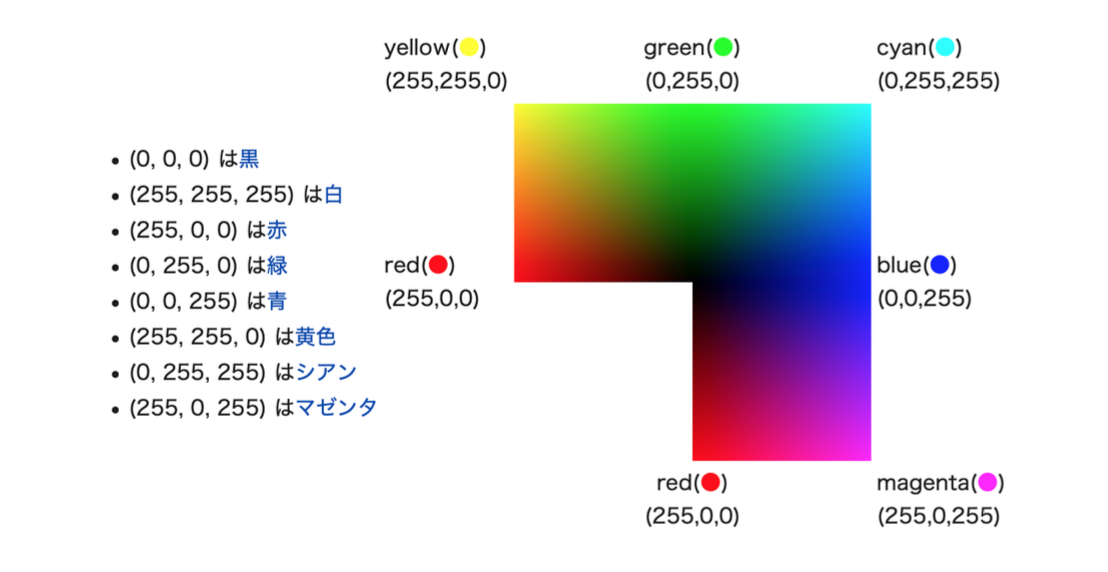 • (0, 0, 0) は黒
• (255, 255, 255) は白
• (255, 0, 0) は赤
• (0, 255, 0) は緑
• (0, 0, 255) は青
• (255, 255, 0) は黄色
• (0, 255, 255) はシアン
• (255, 0, 255) はマゼンタ
yellow(●)
(255,255,0)
green(●)
(0,255,0)
cyan(●)
(0,255,255)
red(●)
(255,0,0)
blue(●)
(0,0,255)
red(●)
(255,0,0)
magenta(●)
(255,0,255)